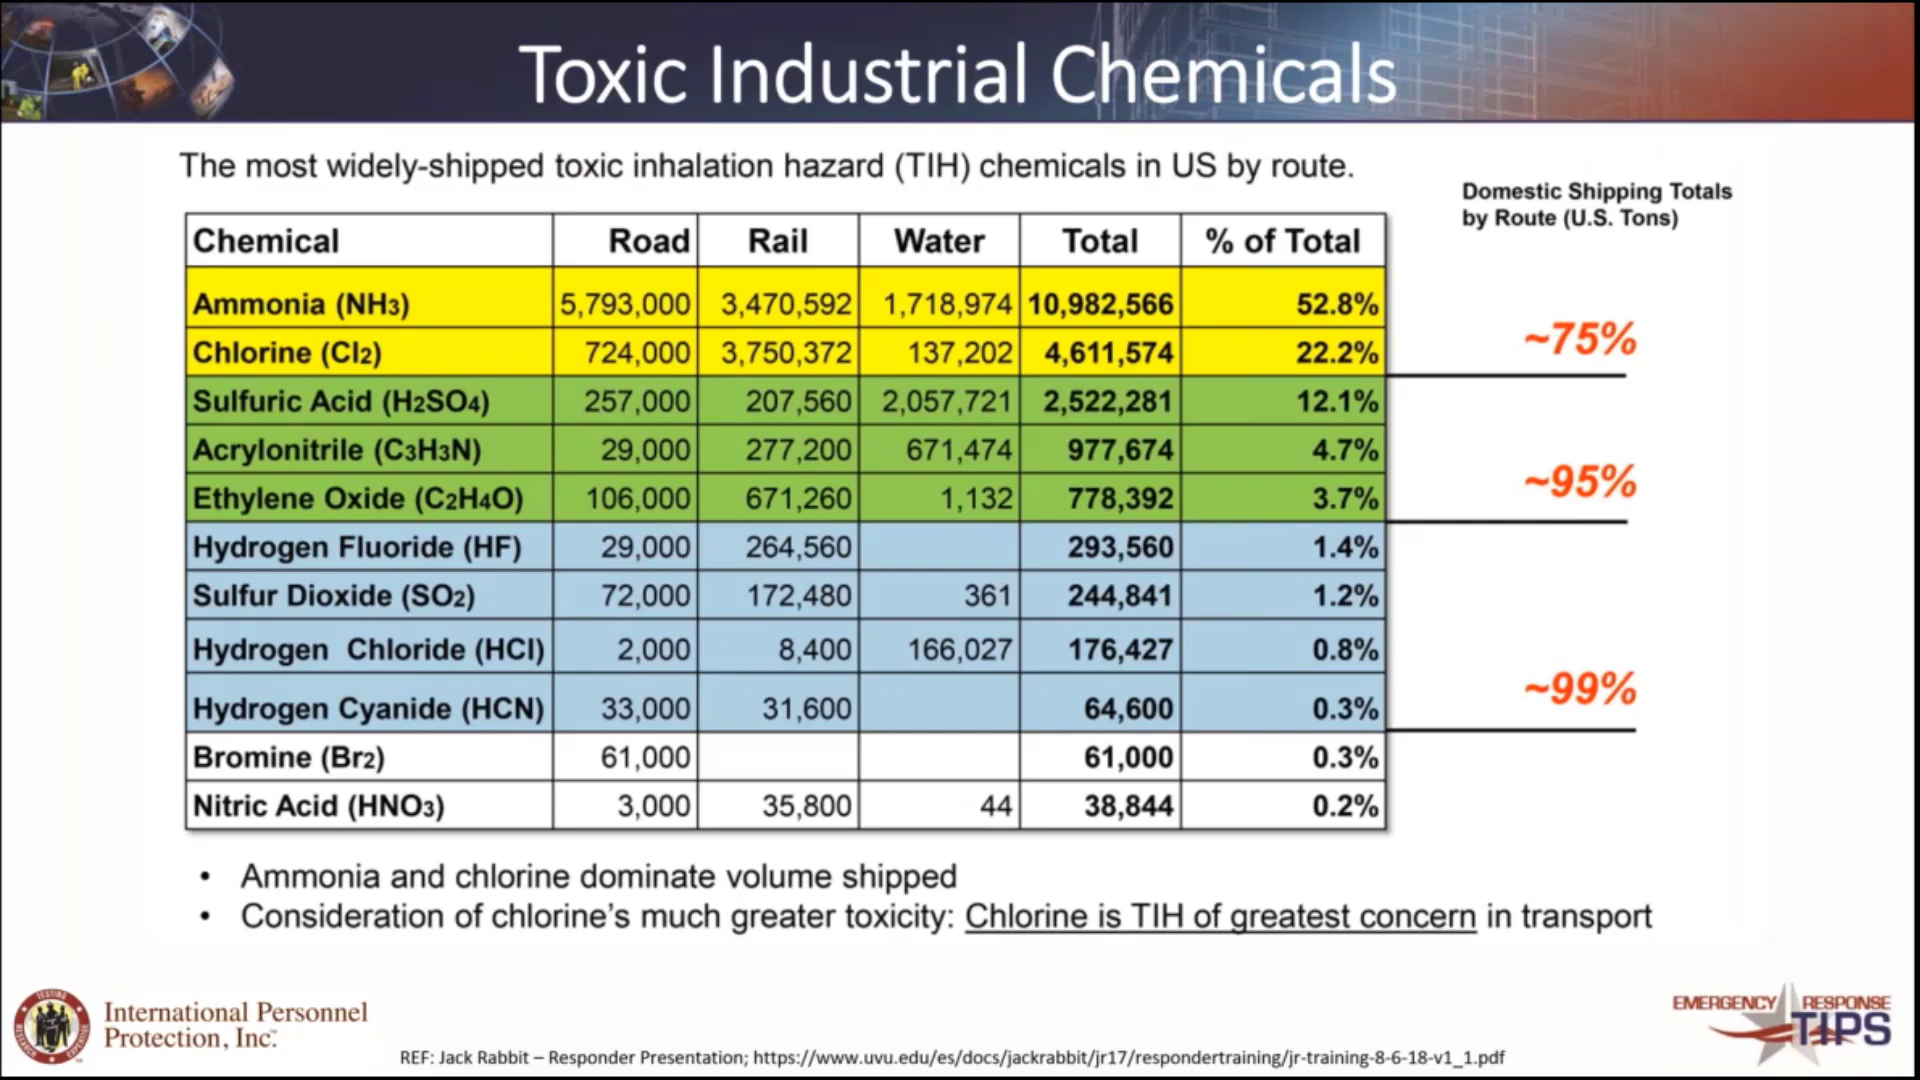 Toxic Industrial Chemicals
The most widely-shipped toxic inhalation hazard (TIH) chemicals in US by route.
Domestic Shipping Totals
by Route (U.S. Tons)
Chemical Road Rail Water Total % of Total
Ammonia (NH3) 5,793,000 3,470,592 1,718,974 10,982,566 52.8%
Chlorine (Cl2) 724,000 3,750,372 137,202 4,611,574 22.2%
~75%
Sulfuric Acid (H2SO4) 257,000 207,560 2,057,721 2,522,281 12.1%
Acrylonitrile (C3H3N) 29,000 277,200 671,474 977,674 4.7%
Ethylene Oxide (C2H4O) 106,000 671,260 1,132 778,392 3.7%
~95%
Hydrogen Fluoride (HF) 29,000 264,560 293,560 1.4%
Sulfur Dioxide (SO2) 72,000 172,480 361 244,841 1.2%
Hydrogen Chloride (HCl) 2,000 8,400 166,027 176,427 0.8%
Hydrogen Cyanide (HCN) 33,000 31,600 64,600 0.3%
~99%
Bromine (Br2) 61,000 61,000 0.3%
Nitric Acid (HNO3) 3,000 35,800 44 38,844 0.2%
• Ammonia and chlorine dominate volume shipped
• Consideration of chlorine's much greater toxicity: Chlorine is TIH of greatest concern in transport
TESTING
RESEARCH
EXPERTISE
International Personnel
Protection, Inc.
REF: Jack Rabbit – Responder Presentation; https://www.uvu.edu/es/docs/jackrabbit/jr17/respondertraining/jr-training-8-6-18-v1_1.pdf
EMERGENCY RESPONSE
TIPS